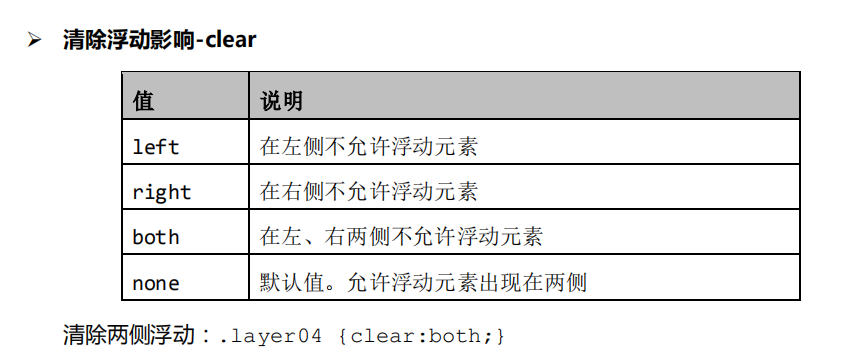 ➢ 清除浮动影响-clear
值 说明
left 在左侧不允许浮动元素
right 在右侧不允许浮动元素
both 在左、右两侧不允许浮动元素
none 默认值。允许浮动元素出现在两侧
清除两侧浮动：.layer04 {clear:both;}